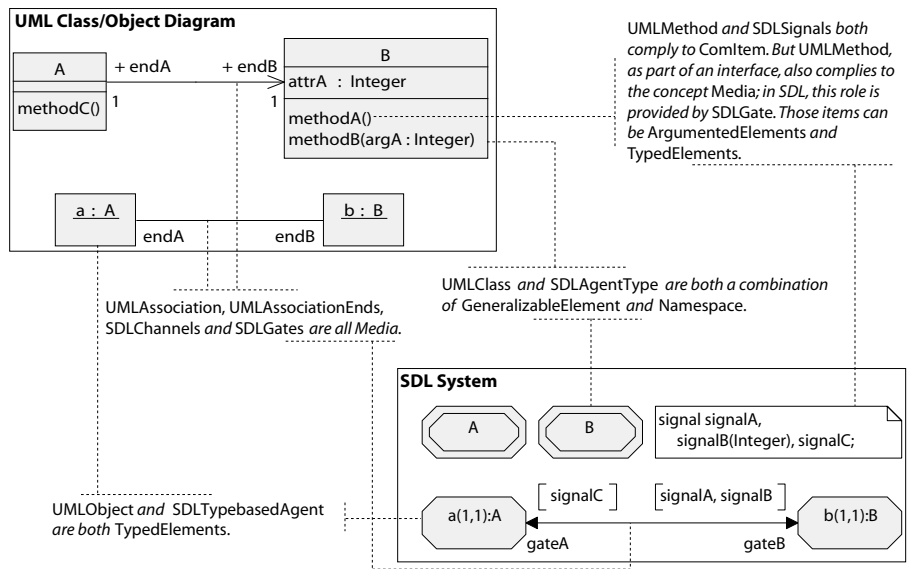 UML Class/Object Diagram
A
methodC()
+ endA
+ endB
1
1
B
attrA : Integer
methodA()
methodB(argA : Integer)
a : A
b : B
endA
endB
UMLMethod and SDLSignals both
comply to ComItem. But UMLMethod,
as part of an interface, also complies to
the concept Media; in SDL, this role is
provided by SDLGate. Those items can
be ArgumentedElements and
TypedElements.
UMLAssociation, UMLAssociationEnds,
SDLChannels and SDLGates are all Media.
UMLClass and SDLAgentType are both a combination
of GeneralizableElement and Namespace.
SDL System
A
B
signal signalA,
signalB(Integer), signalC;
UMLObject and SDLTypebasedAgent
are both TypedElements.
a(1,1):A
signalC
signalA, signalB
b(1,1):B
gateA
gateB